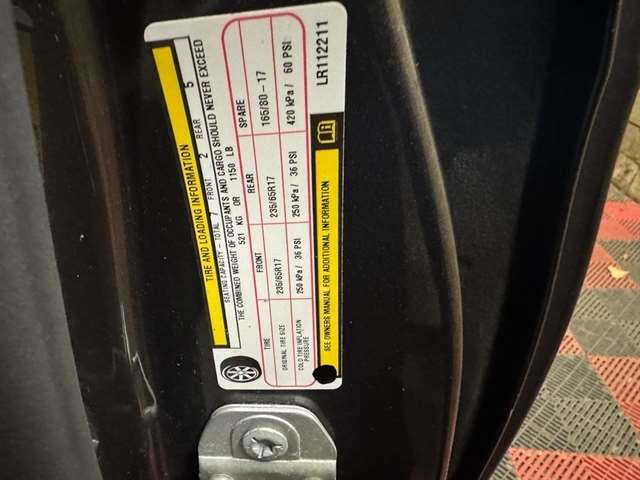 TIRE AND LOADING INFORMATION
SEATING CAPACITY - TOTAL 7 FRONT 2 REAR 5
THE COMBINED WEIGHT OF OCCUPANTS AND CARGO SHOULD NEVER EXCEED
521 KG OR 1150 LB
TIRE FRONT REAR SPARE
ORIGINAL TIRE SIZE 235/65R17 235/65R17 165/80-17
COLD TIRE INFLATION PRESSURE 250 kPa / 36 PSI 250 kPa / 36 PSI 420 kPa / 60 PSI
SEE OWNERS MANUAL FOR ADDITIONAL INFORMATION
LR112211